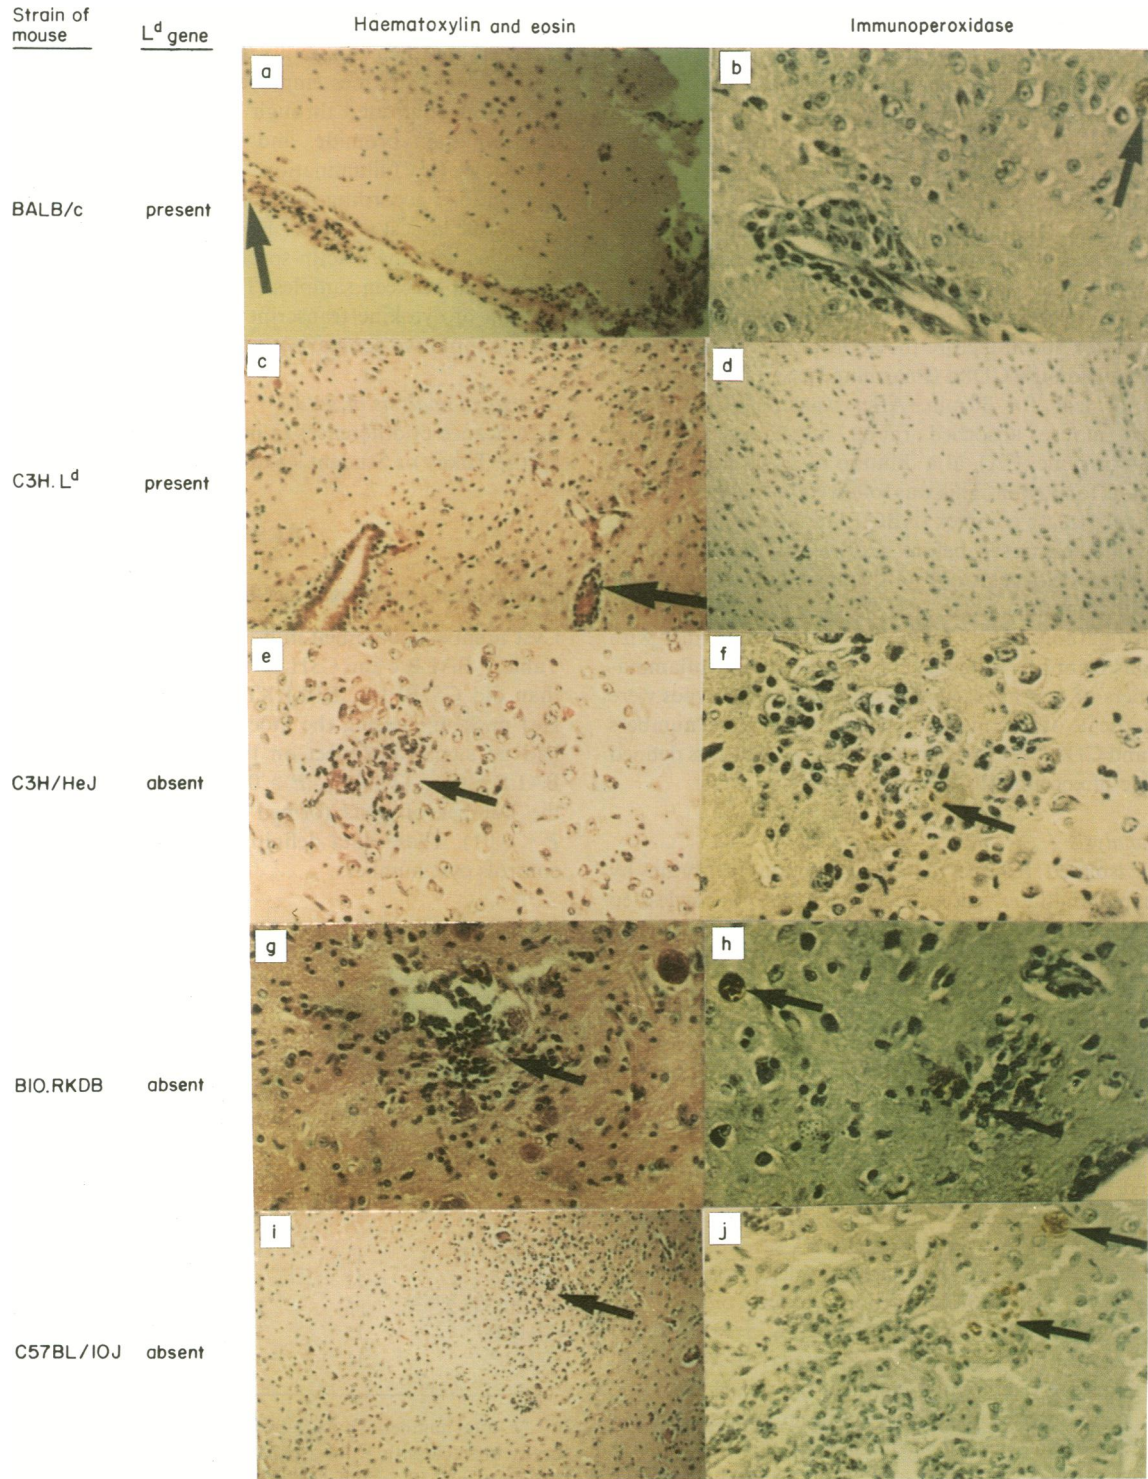 Strain of
mouse
L^d gene
Haematoxylin and eosin
Immunoperoxidase
a
b
BALB/c present
c
d
C3H.L^d present
e
f
C3H/HeJ absent
g
h
B10.RKDB absent
i
j
C57BL/10J absent